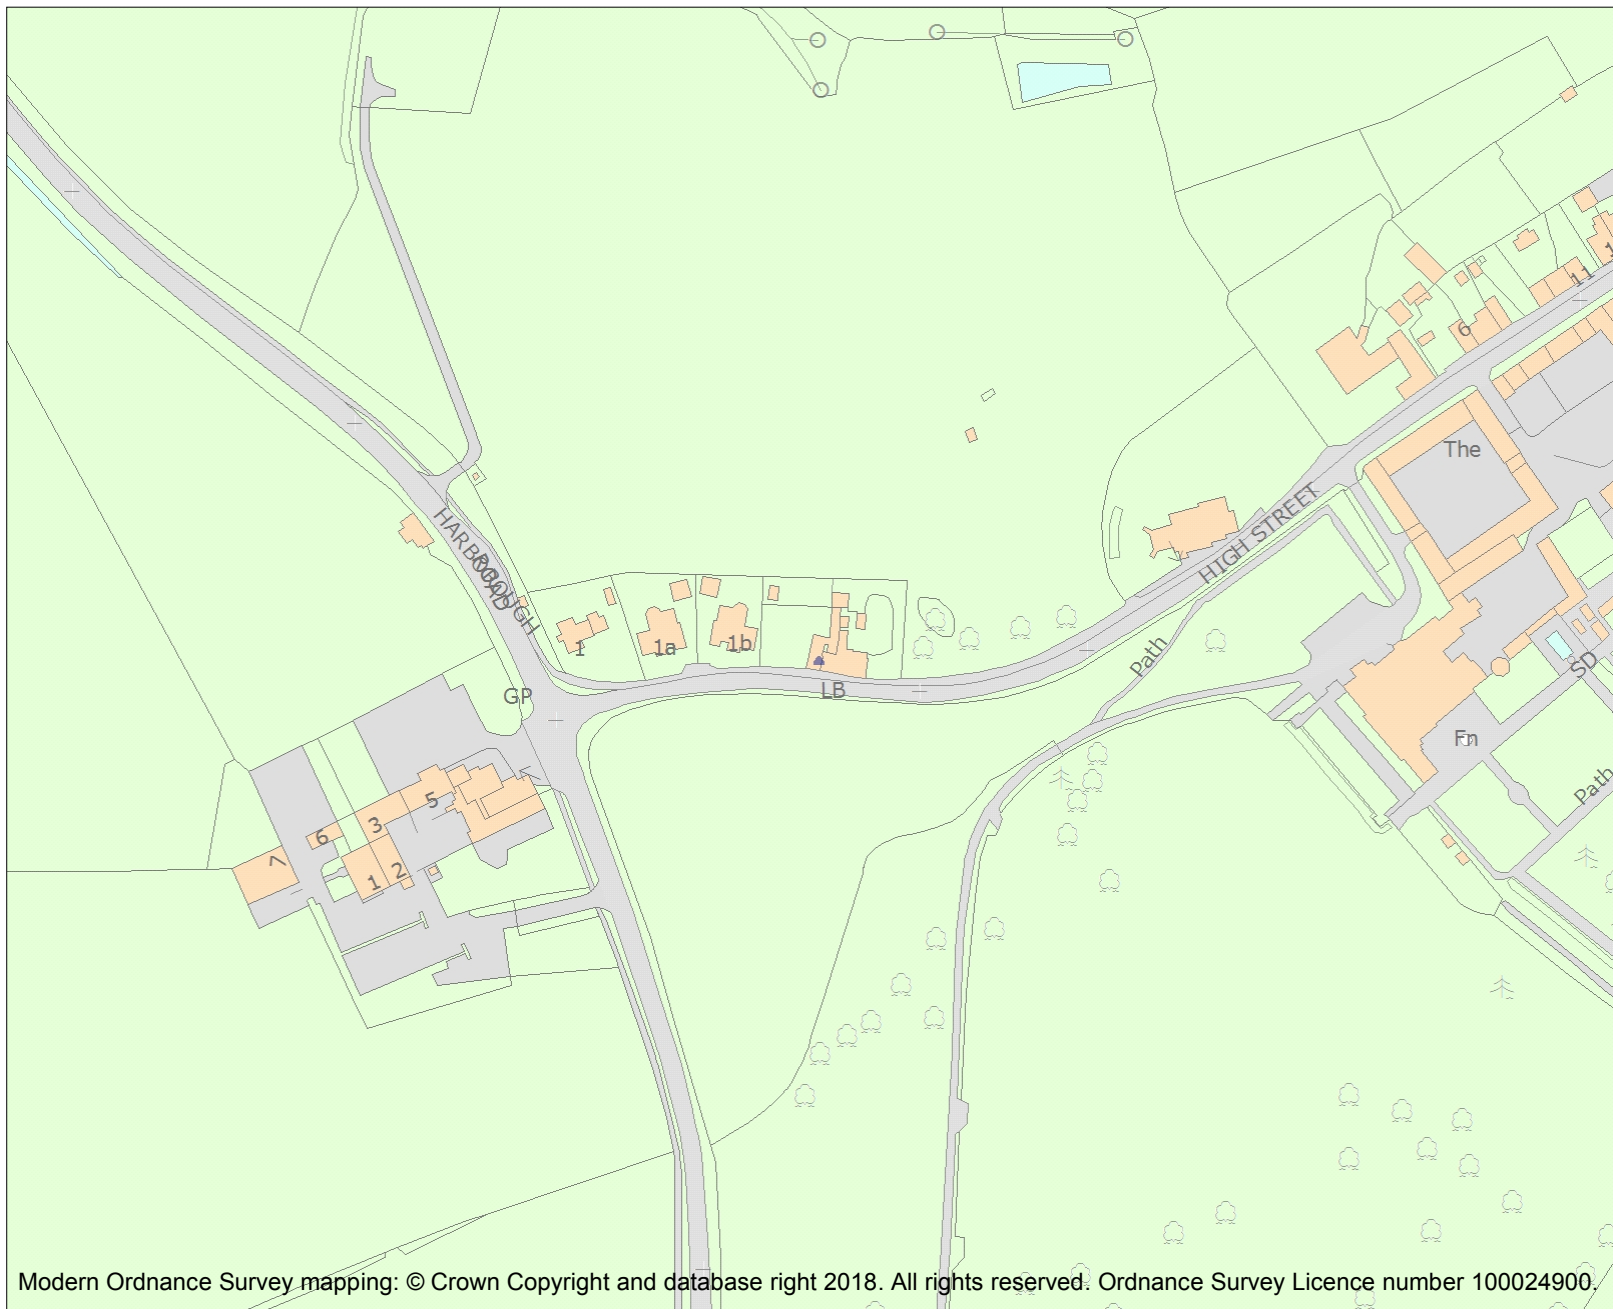 11
1
6
The
HARBOROUGH
ROAD
HIGH STREET
1
1a
1b
Path
LB
GP
SD
Fn
Path
5
3
6
7
2
1
Modern Ordnance Survey mapping: © Crown Copyright and database right 2018. All rights reserved. Ordnance Survey Licence number 100024900.